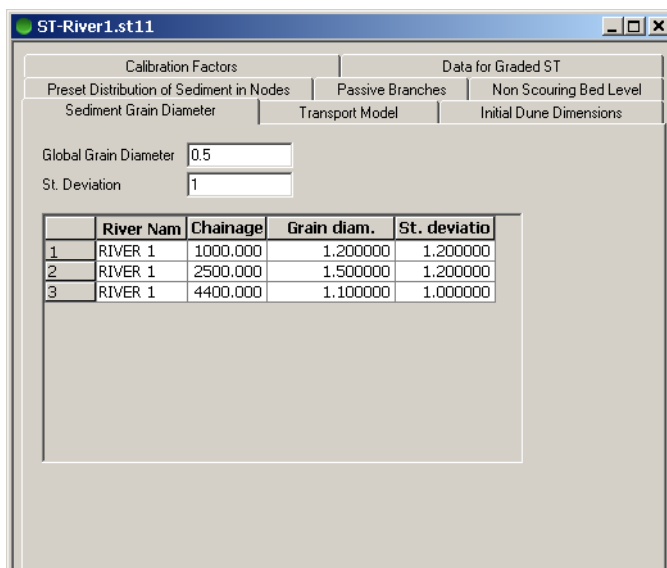 ST-River1.st11
Calibration Factors Data for Graded ST
Preset Distribution of Sediment in Nodes Passive Branches Non Scouring Bed Level
Sediment Grain Diameter Transport Model Initial Dune Dimensions
Global Grain Diameter 0.5
St. Deviation 1
River Nam Chainage Grain diam. St. deviatio
1 RIVER 1 1000.000 1.200000 1.200000
2 RIVER 1 2500.000 1.500000 1.200000
3 RIVER 1 4400.000 1.100000 1.000000